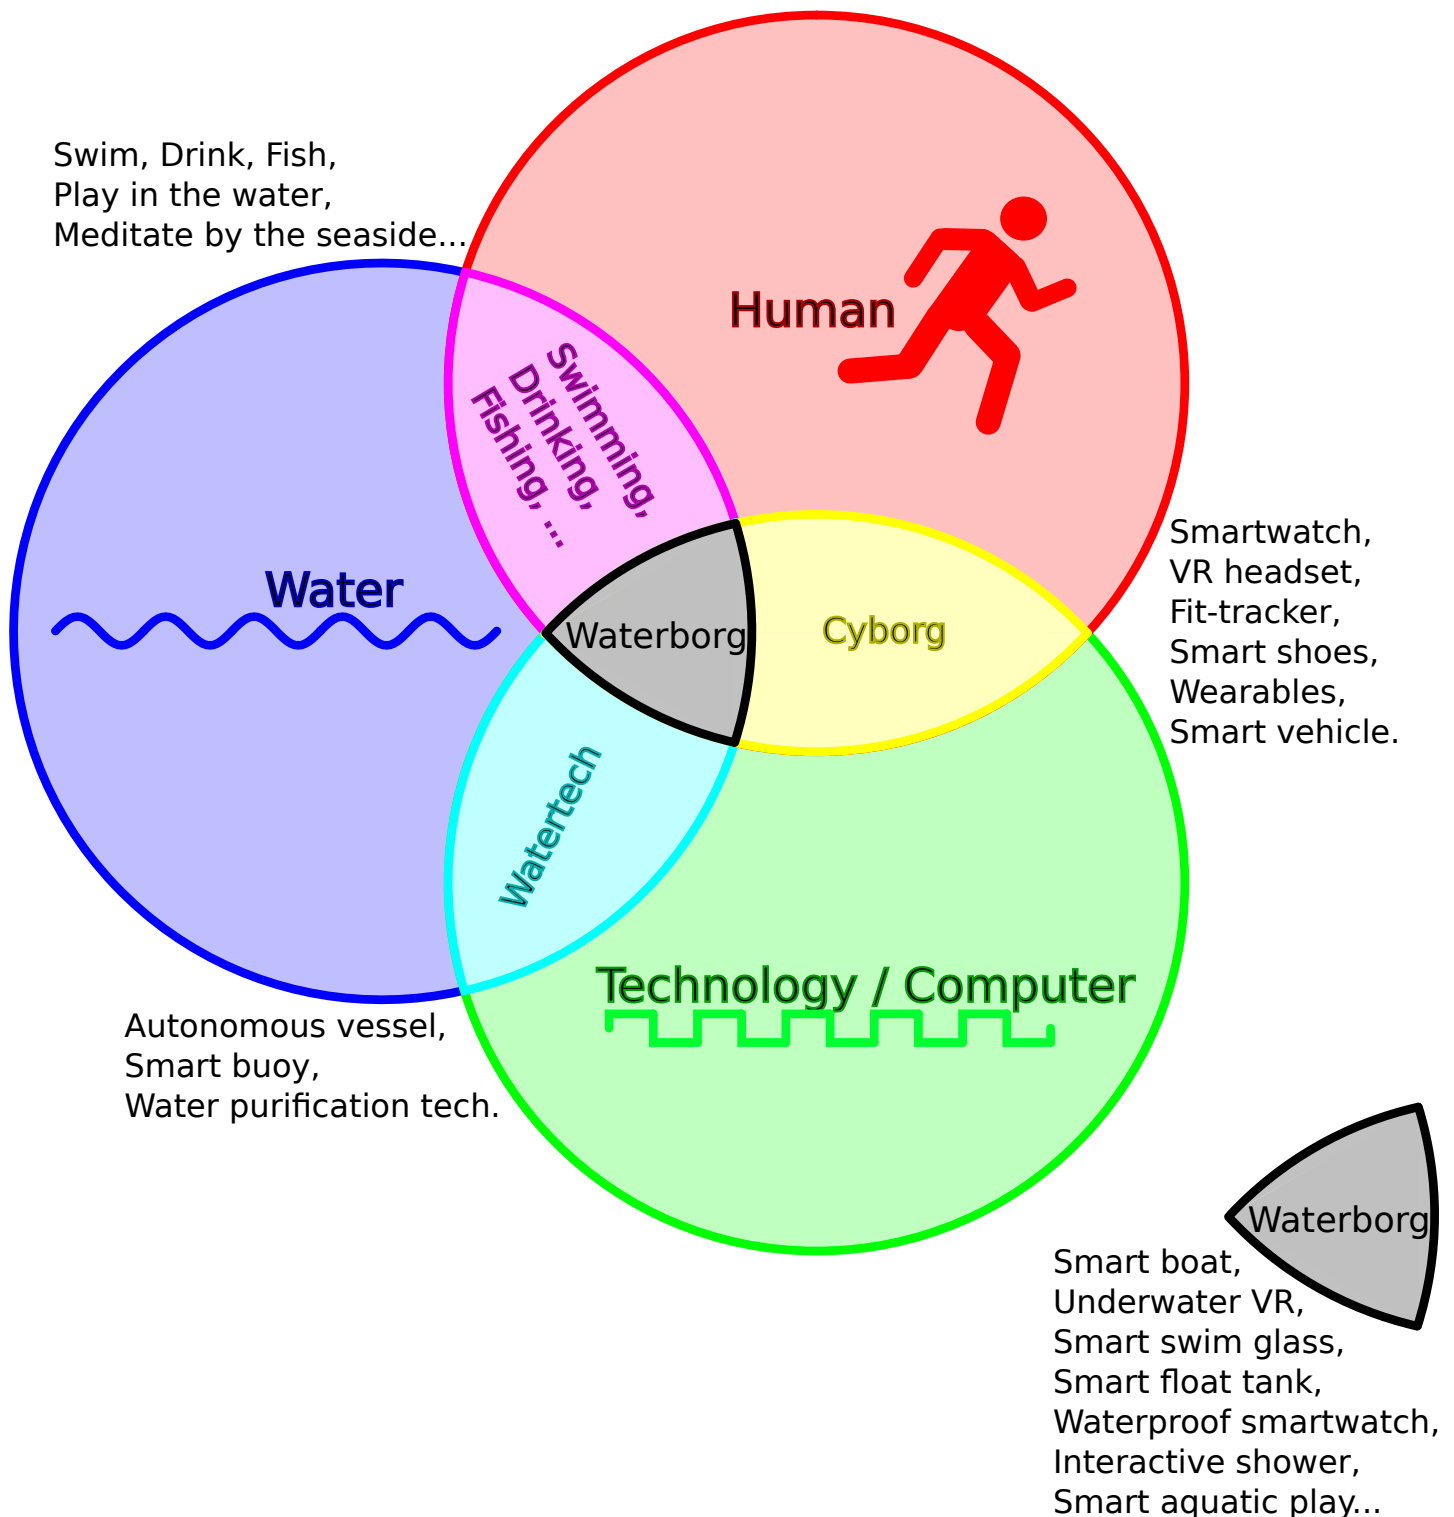 Swim, Drink, Fish,
Play in the water,
Meditate by the seaside...
Human
Swimming,
Drinking,
Fishing, ...
Water
Waterborg
Cyborg
Smartwatch,
VR headset,
Fit-tracker,
Smart shoes,
Wearables,
Smart vehicle.
Watertech
Technology / Computer
Autonomous vessel,
Smart buoy,
Water purification tech.
Waterborg
Smart boat,
Underwater VR,
Smart swim glass,
Smart float tank,
Waterproof smartwatch,
Interactive shower,
Smart aquatic play...